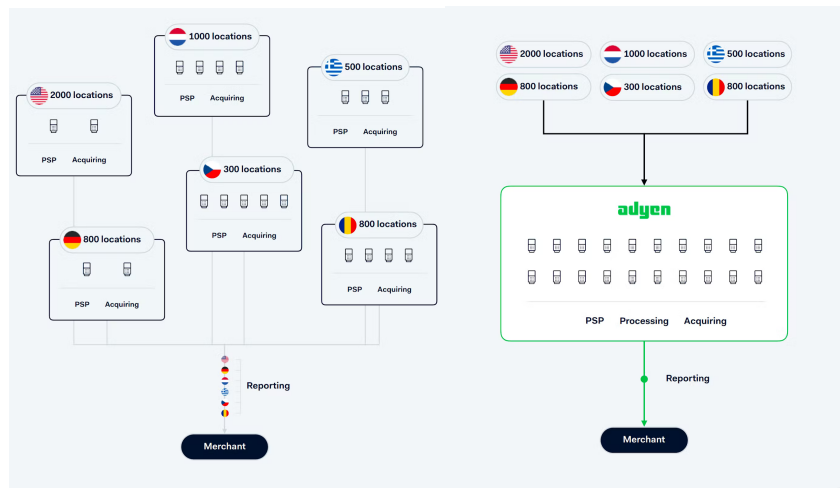 1000 locations
PSP Acquiring
500 locations
PSP Acquiring
2000 locations
PSP Acquiring
300 locations
PSP Acquiring
800 locations
PSP Acquiring
800 locations
PSP Acquiring
Reporting
Merchant
2000 locations
1000 locations
500 locations
800 locations
300 locations
800 locations
adyen
PSP Processing Acquiring
Reporting
Merchant